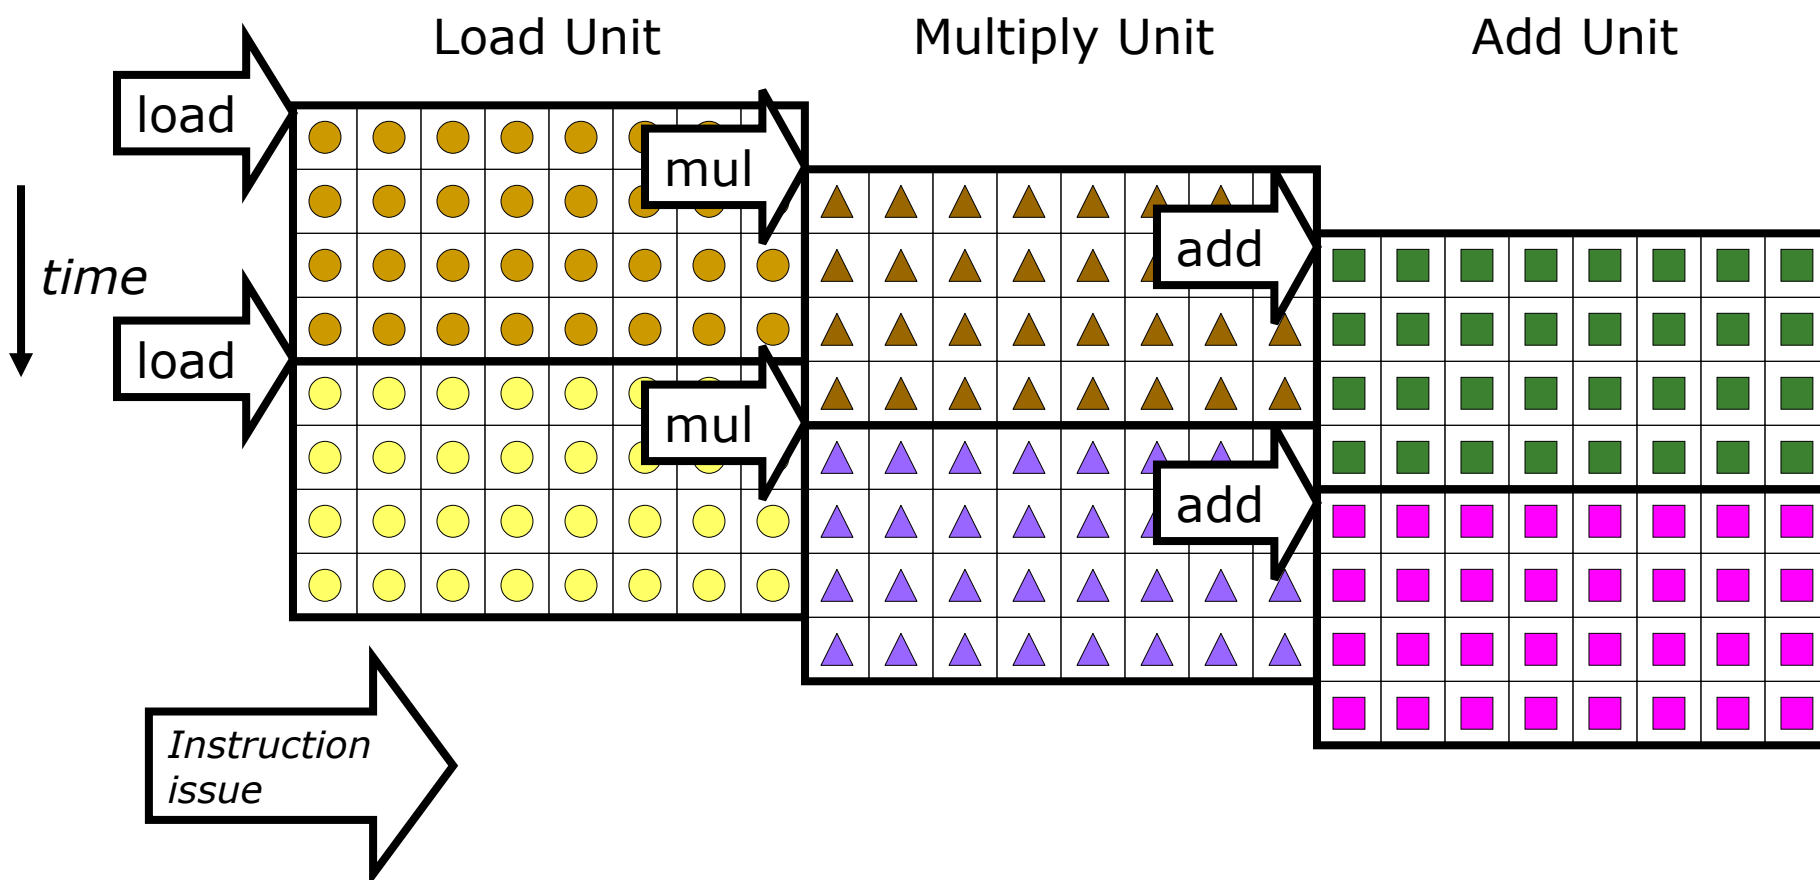 Load Unit
Multiply Unit
Add Unit
load
mul
add
time
load
mul
add
Instruction
issue